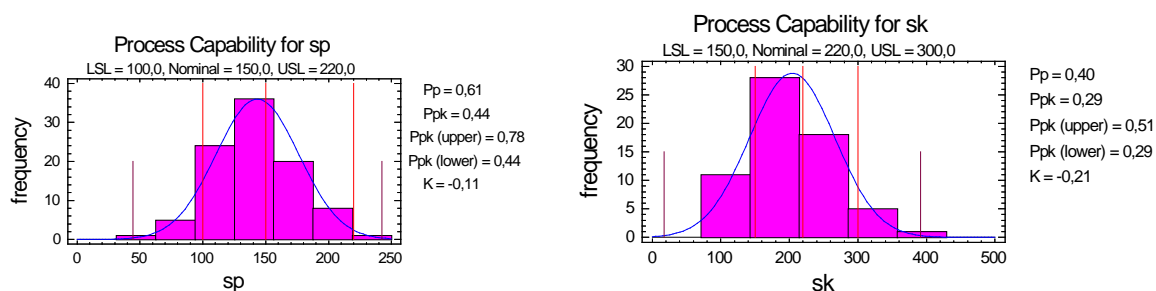 Process Capability for sp
LSL = 100,0, Nominal = 150,0, USL = 220,0
40
30
20
10
0
frequency
0 50 100 150 200 250
sp
Pp = 0,61
Ppk = 0,44
Ppk (upper) = 0,78
Ppk (lower) = 0,44
K = -0,11
Process Capability for sk
LSL = 150,0, Nominal = 220,0, USL = 300,0
30
25
20
15
10
5
0
frequency
0 100 200 300 400 500
sk
Pp = 0,40
Ppk = 0,29
Ppk (upper) = 0,51
Ppk (lower) = 0,29
K = -0,21